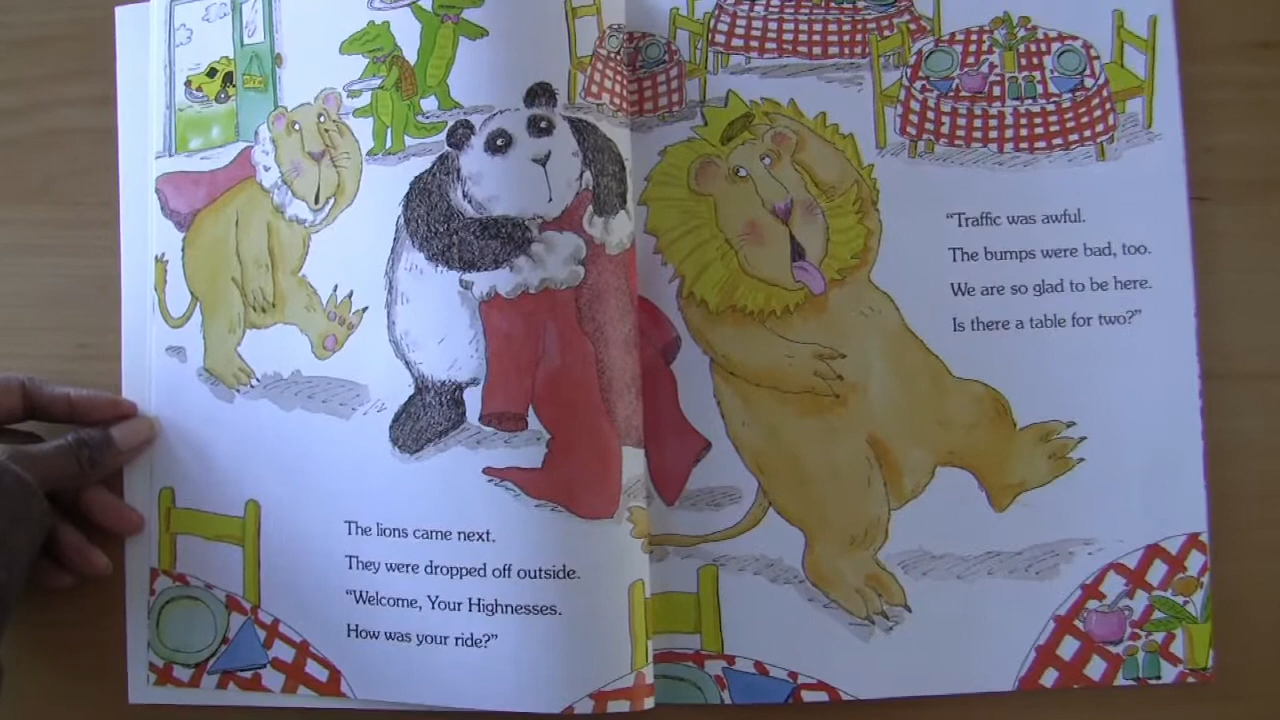 OPEN
The lions came next.
They were dropped off outside.
“Welcome, Your Highnesses.
How was your ride?”
“Traffic was awful.
The bumps were bad, too.
We are so glad to be here.
Is there a table for two?”